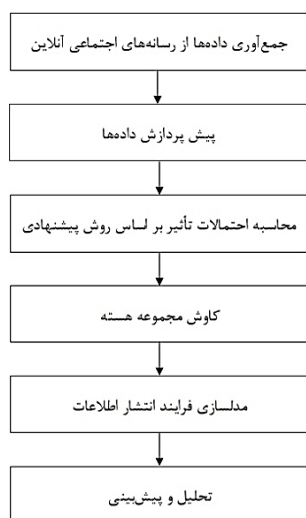 جمع‌آوری داده‌ها از رسانه‌های اجتماعی آنلاین
پیش پردازش داده‌ها
محاسبه احتمالات تأثیر بر اساس روش پیشنهادی
کاوش مجموعه هسته
مدلسازی فرایند انتشار اطلاعات
تحلیل و پیش‌بینی